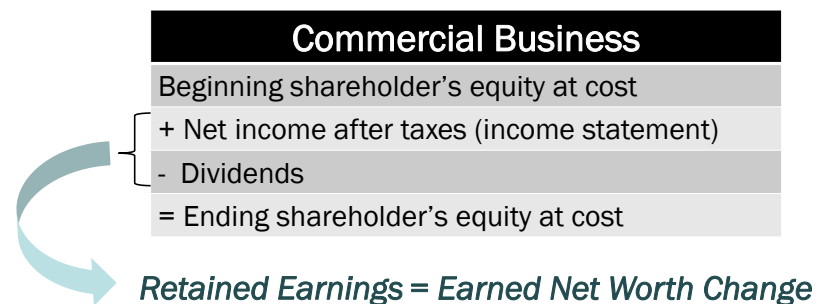 Commercial Business
Beginning shareholder’s equity at cost
+ Net income after taxes (income statement)
- Dividends
= Ending shareholder’s equity at cost
Retained Earnings = Earned Net Worth Change